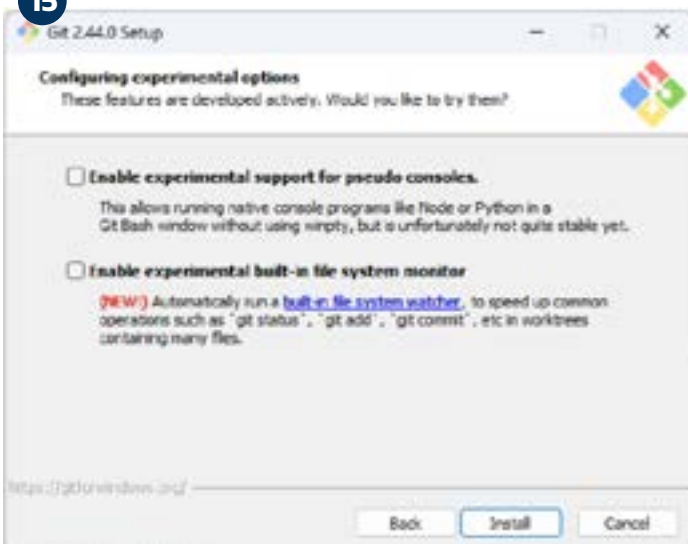 15
Git 2.44.0 Setup
Configuring experimental options
These features are developed actively. Would you like to try them?
Enable experimental support for pseudo consoles.
This allows running native console programs like Node or Python in a
Git Bash window without using winpty, but is unfortunately not quite stable yet.
Enable experimental built-in file system monitor
(NEW!) Automatically run a built-in file system watcher, to speed up common
operations such as `git status`, `git add`, `git commit`, etc in worktrees
containing many files.
https://gitforwindows.org/
Back Install Cancel